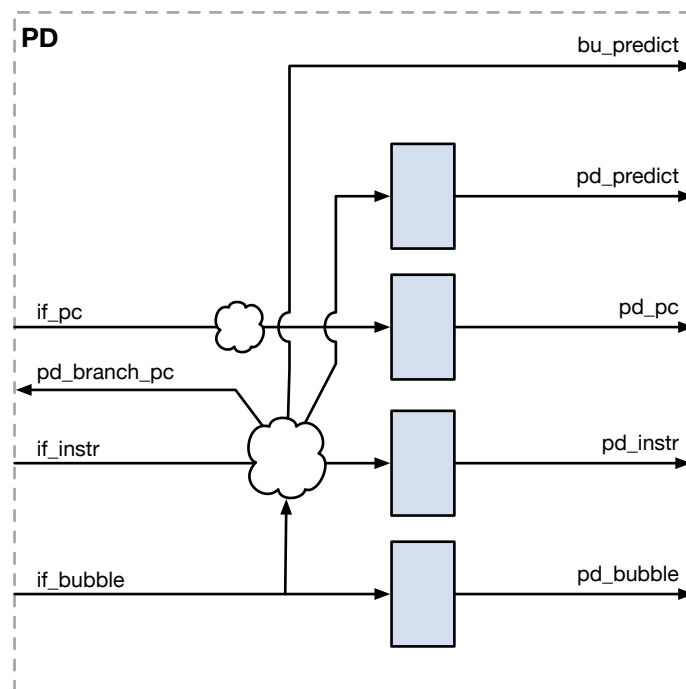 PD
bu_predict
pd_predict
if_pc
pd_pc
pd_branch_pc
if_instr
pd_instr
if_bubble
pd_bubble